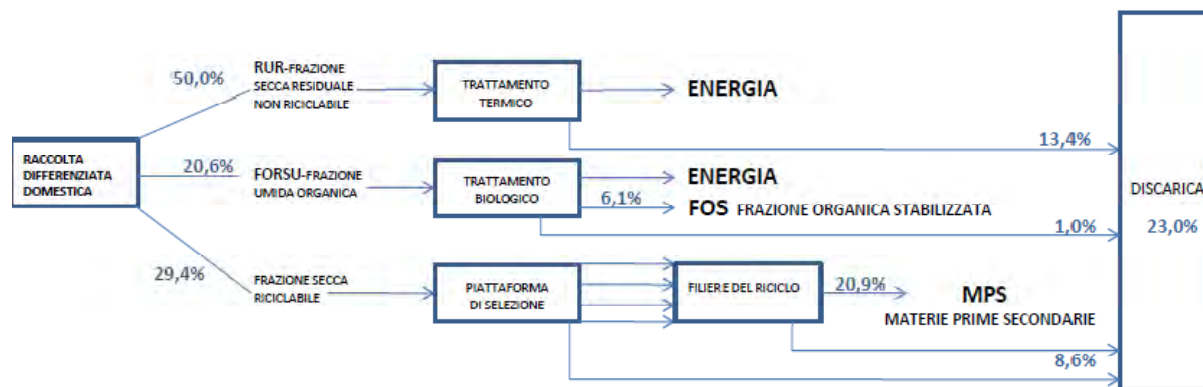 RACCOLTA
DIFFERENZIATA
DOMESTICA
50,0%
RUR-FRAZIONE
SECCA RESIDUALE
NON RICICLABILE
TRATTAMENTO
TERMICO
ENERGIA
13,4%
20,6%
FORSU-FRAZIONE
UMIDA ORGANICA
TRATTAMENTO
BIOLOGICO
ENERGIA
6,1%
FOS FRAZIONE ORGANICA STABILIZZATA
1,0%
29,4%
FRAZIONE SECCA
RICICLABILE
PIATTAFORMA
DI SELEZIONE
FILIERE DEL RICICLO
20,9%
MPS
MATERIE PRIME SECONDARIE
8,6%
DISCARICA
23,0%